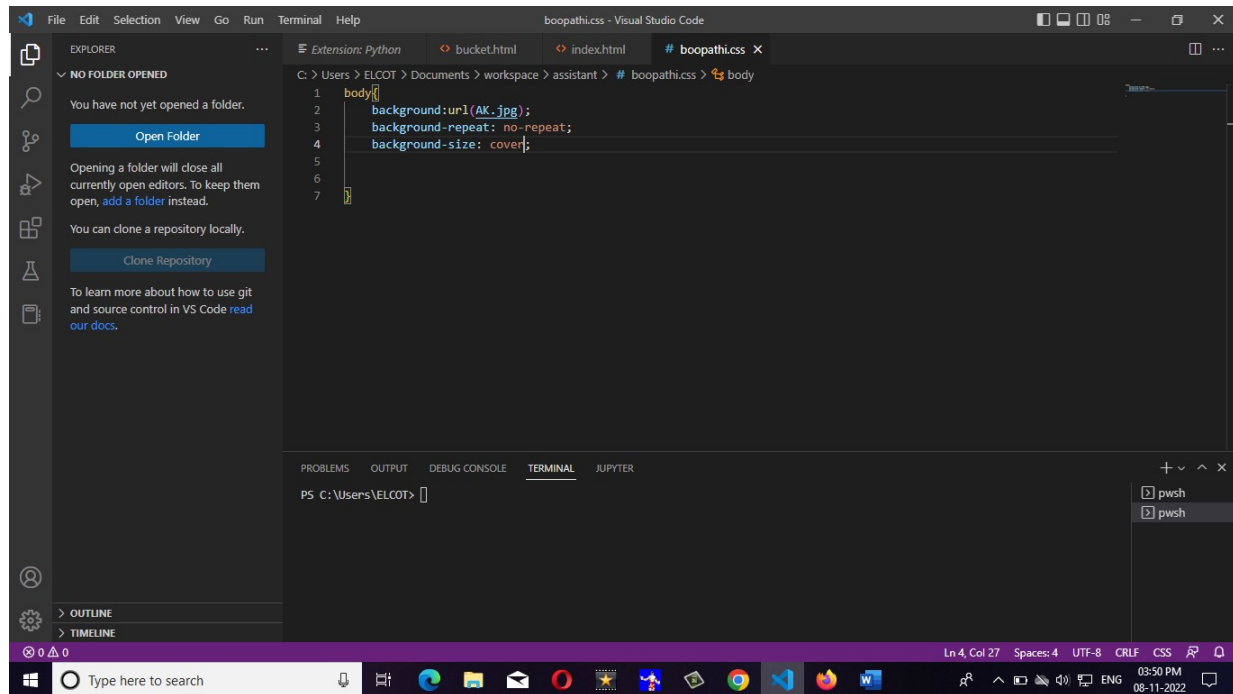 File Edit Selection View Go Run Terminal Help boopathi.css - Visual Studio Code
EXPLORER
NO FOLDER OPENED
You have not yet opened a folder.
Open Folder
Opening a folder will close all
currently open editors. To keep them
open, add a folder instead.
You can clone a repository locally.
Clone Repository
To learn more about how to use git
and source control in VS Code read
our docs.
OUTLINE
TIMELINE
Extension: Python bucket.html index.html # boopathi.css
C: > Users > ELCOT > Documents > workspace > assistant > # boopathi.css > body
1 body{
2 background:url(AK.jpg);
3 background-repeat: no-repeat;
4 background-size: cover;
5
6
7 }
PROBLEMS OUTPUT DEBUG CONSOLE TERMINAL JUPYTER
PS C:\Users\ELCOT>
pwsh
pwsh
0 0 Ln 4, Col 27 Spaces: 4 UTF-8 CRLF CSS
Type here to search
W
ENG
03:50 PM
08-11-2022